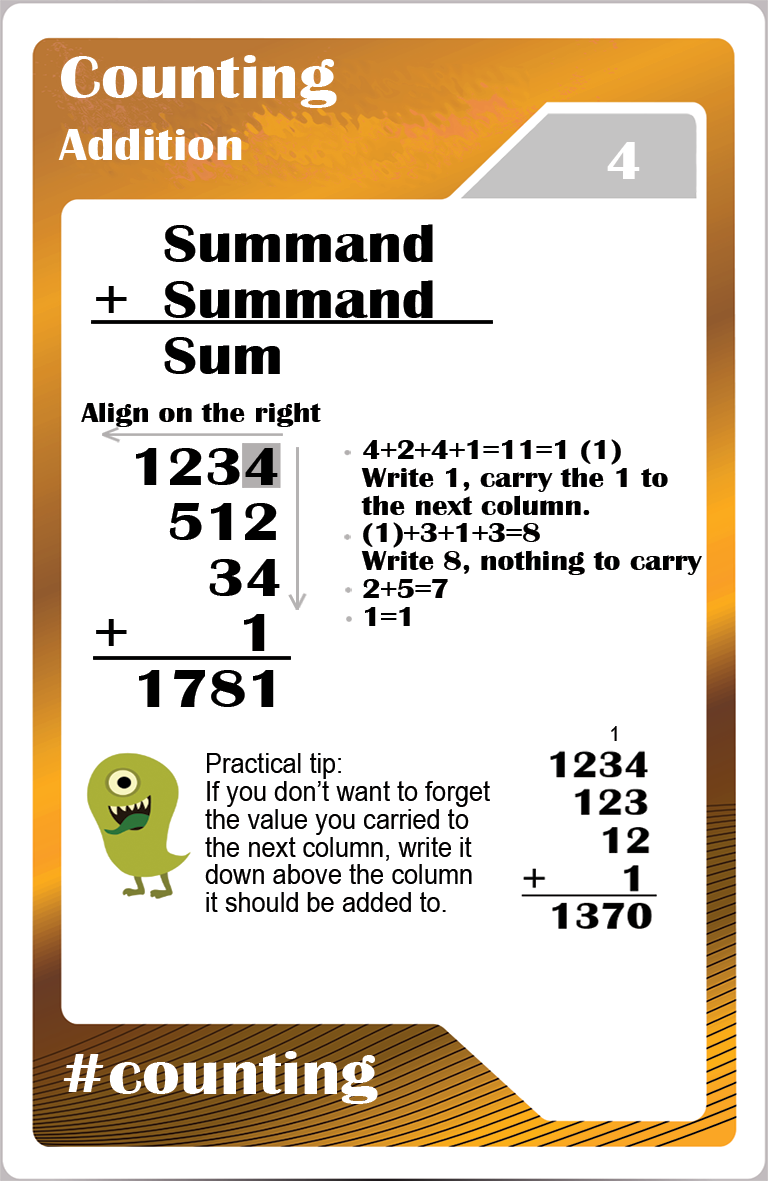 Counting
Addition
4
Summand
+ Summand
Sum
Align on the right
1234
512
34
+ 1
1781
4+2+4+1=11=1 (1)
Write 1, carry the 1 to
the next column.
(1)+3+1+3=8
Write 8, nothing to carry
2+5=7
1=1
Practical tip:
If you don't want to forget
the value you carried to
the next column, write it
down above the column
it should be added to.
1
1234
123
12
+ 1
1370
#counting